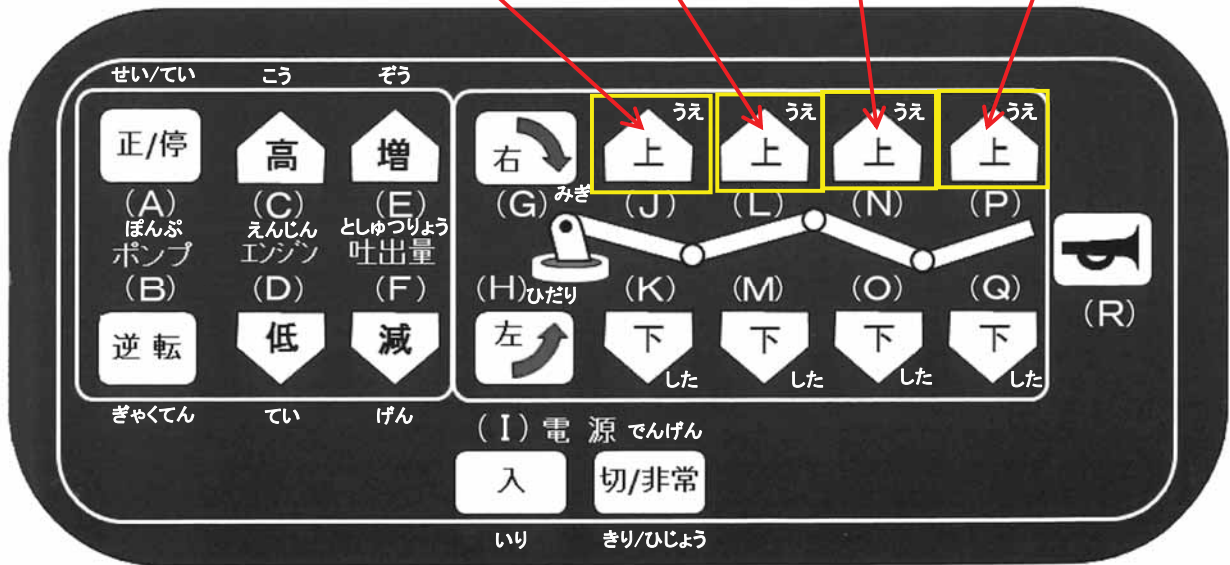 せい/てい こう ぞう
正/停 高 増 右 みぎ 上 うえ 上 うえ 上 うえ 上 うえ
(A) (C) (E) (G) (J) (L) (N) (P)
ぽんぷ えんじん としゅつりょう
ポンプ エンジン 吐出量
(B) (D) (F) (H) ひだり (K) (M) (O) (Q) (R)
逆転 低 減 左 下 した 下 した 下 した 下 した
ぎゃくてん てい げん
(I) 電源 でんげん
入 切/非常
いり きり/ひじょう